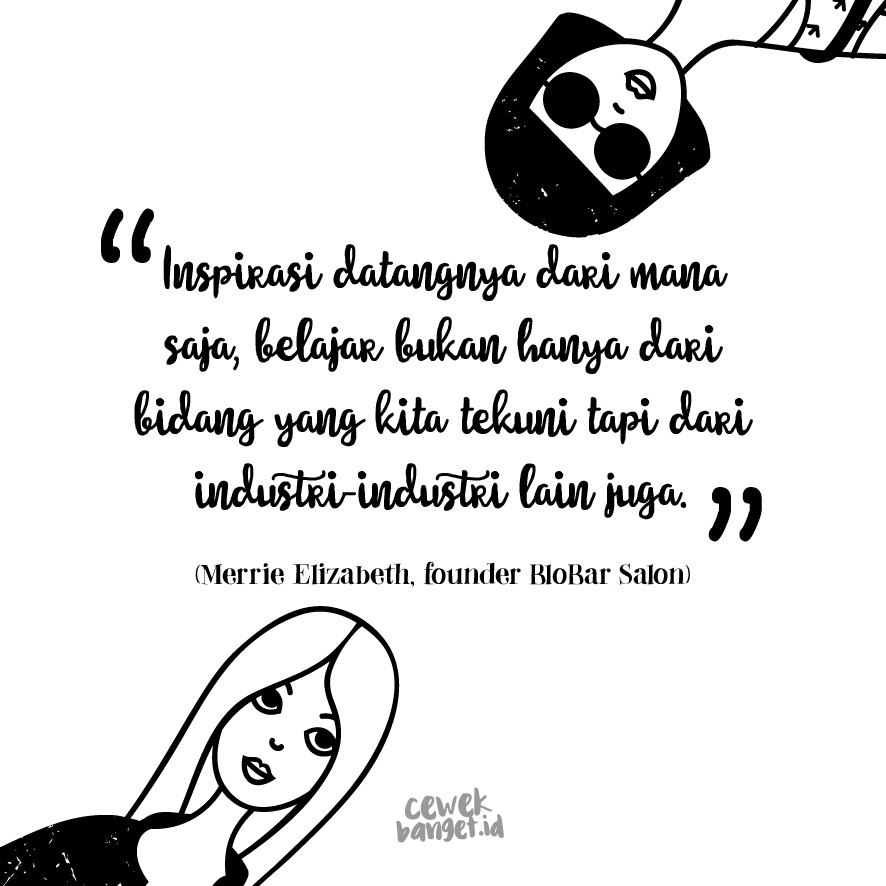 “Inspirasi datangnya dari mana
saja, belajar bukan hanya dari
bidang yang kita tekuni tapi dari
industri-industri lain juga.”
(Merrie Elizabeth, founder BloBar Salon)
cewek
banget.id